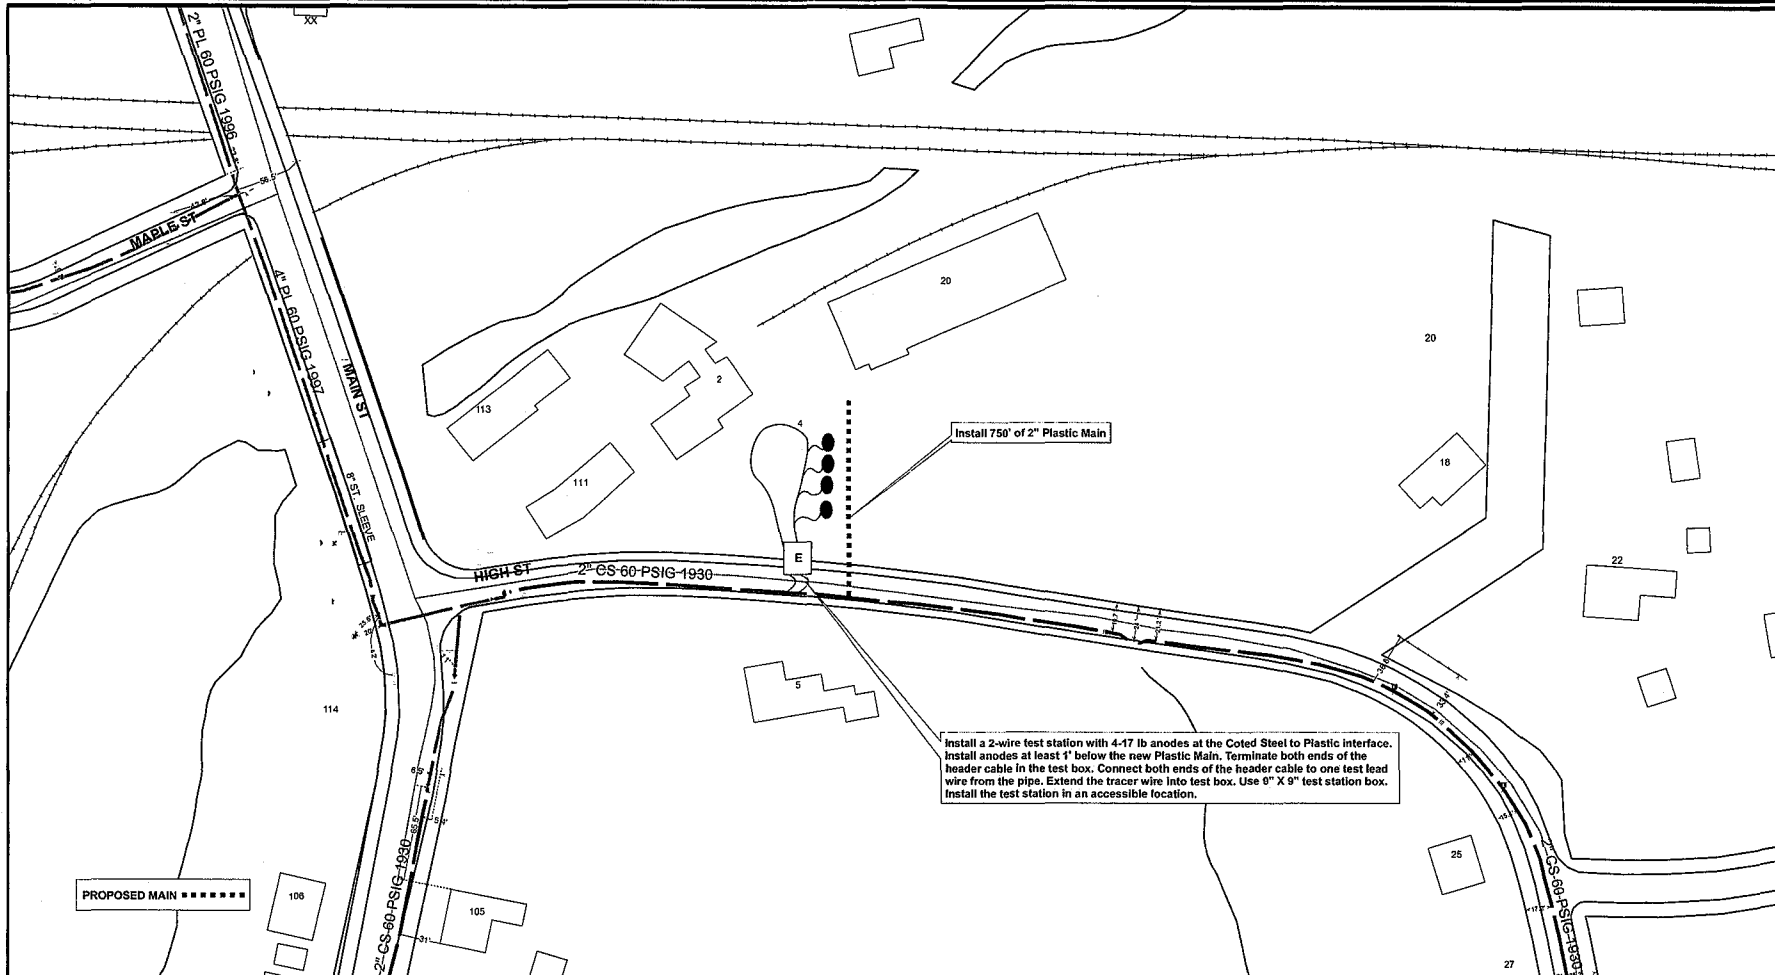 XX
2" PL 60 PSIG 1996
56.5'
MAPLE ST
4" PL 60 PSIG 1997
MAIN ST
8" ST. SLEEVE
20
20
2
113
4
111
Install 750' of 2" Plastic Main
18
22
E
HIGH ST
2" CS 60 PSIG 1930
114
5
33.4'
Install a 2-wire test station with 4-17 lb anodes at the Coted Steel to Plastic interface.
Install anodes at least 1' below the new Plastic Main. Terminate both ends of the
header cable in the test box. Connect both ends of the header cable to one test lead
wire from the pipe. Extend the tracer wire into test box. Use 9" X 9" test station box.
Install the test station in an accessible location.
65.5'
5.4'
2" CS 60 PSIG 1930
2" CS 60 PSIG 1930
25
PROPOSED MAIN
106
105
31'
27